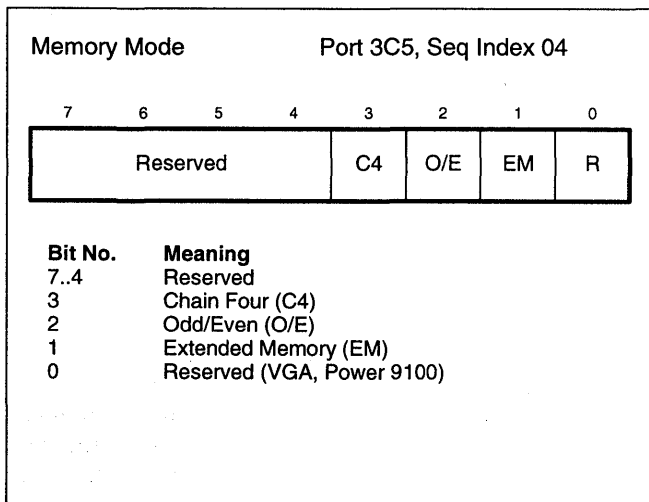 Memory Mode Port 3C5, Seq Index 04
7 6 5 4 3 2 1 0
Reserved C4 O/E EM R
Bit No. Meaning
7..4 Reserved
3 Chain Four (C4)
2 Odd/Even (O/E)
1 Extended Memory (EM)
0 Reserved (VGA, Power 9100)